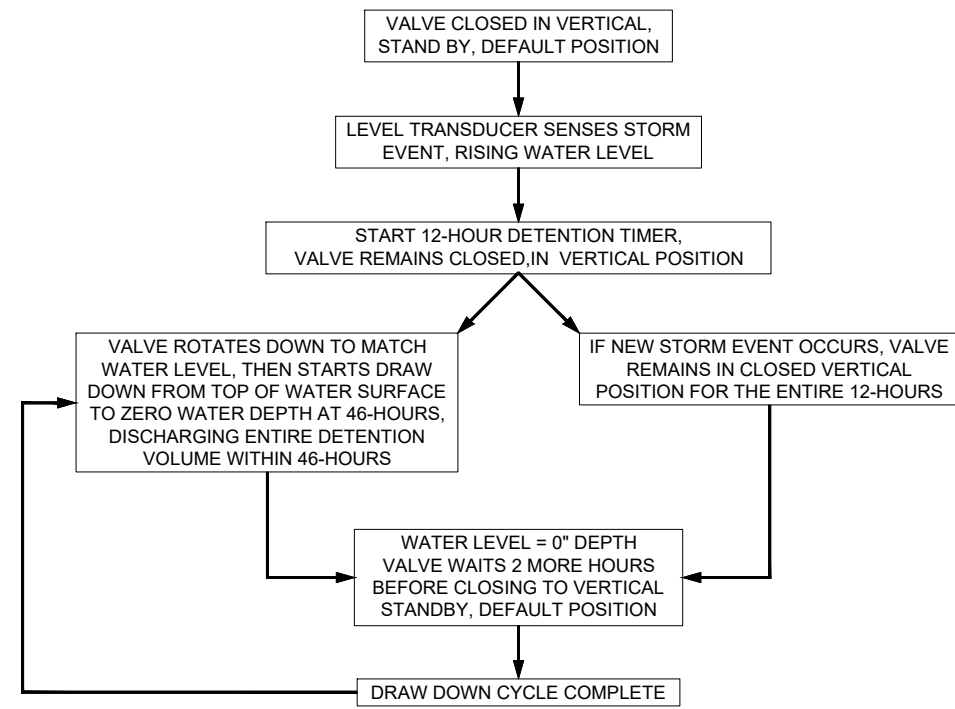 VALVE CLOSED IN VERTICAL,
STAND BY, DEFAULT POSITION
LEVEL TRANSDUCER SENSES STORM
EVENT, RISING WATER LEVEL
START 12-HOUR DETENTION TIMER,
VALVE REMAINS CLOSED,IN VERTICAL POSITION
VALVE ROTATES DOWN TO MATCH
WATER LEVEL, THEN STARTS DRAW
DOWN FROM TOP OF WATER SURFACE
TO ZERO WATER DEPTH AT 46-HOURS,
DISCHARGING ENTIRE DETENTION
VOLUME WITHIN 46-HOURS
IF NEW STORM EVENT OCCURS, VALVE
REMAINS IN CLOSED VERTICAL
POSITION FOR THE ENTIRE 12-HOURS
WATER LEVEL = 0" DEPTH
VALVE WAITS 2 MORE HOURS
BEFORE CLOSING TO VERTICAL
STANDBY, DEFAULT POSITION
DRAW DOWN CYCLE COMPLETE